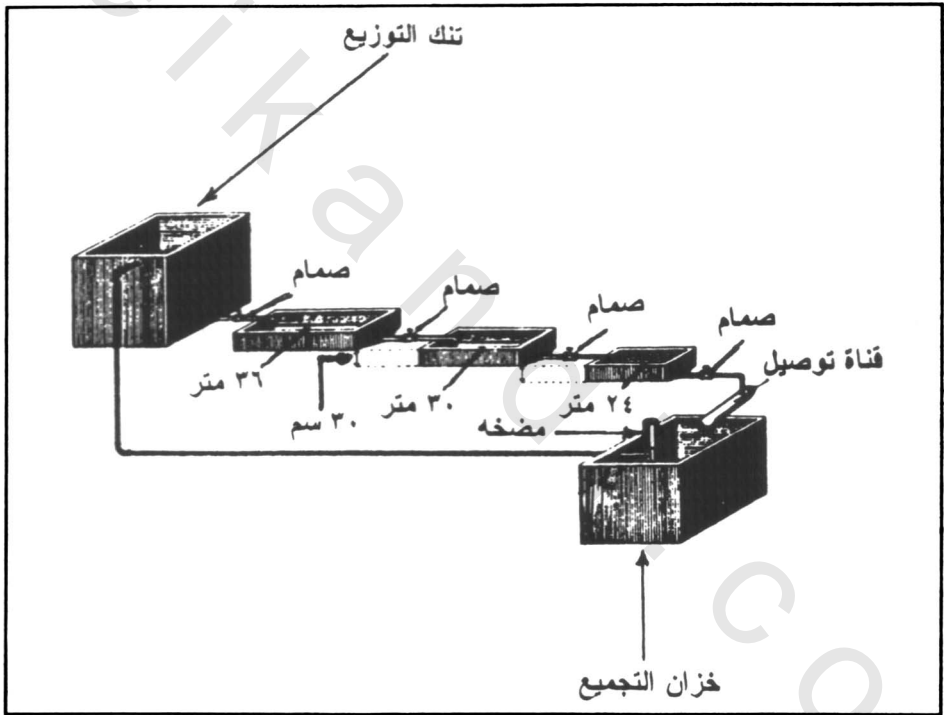 تنك التوزيع
صمام
صمام
صمام
صمام
قناة توصيل
٣٦ متر
٣٠ سم
٣٠ متر
٢٤ متر
مضخه
خزان التجميع
i k a n d i . c o